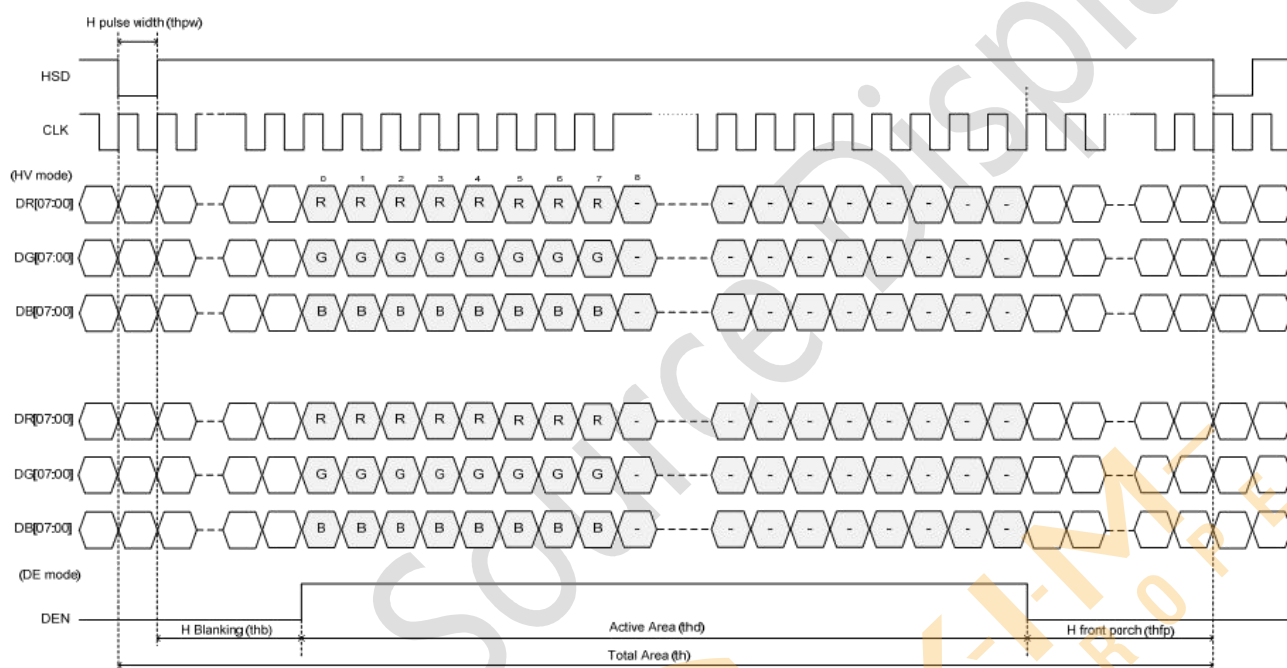 H pulse width (thpw)
HSD
CLK
(HV mode)
0 1 2 3 4 5 6 7 8
DR[07:00] R R R R R R R R - - - - - - - - -
DG[07:00] G G G G G G G G - - - - - - - - -
DB[07:00] B B B B B B B B - - - - - - - - -
DR[07:00] R R R R R R R R - - - - - - - - -
DG[07:00] G G G G G G G G - - - - - - - - -
DB[07:00] B B B B B B B B - - - - - - - - -
(DE mode)
DEN
H Blanking (thb) Active Area (thd) H front porch (thfp)
Total Area (th)
Source Display